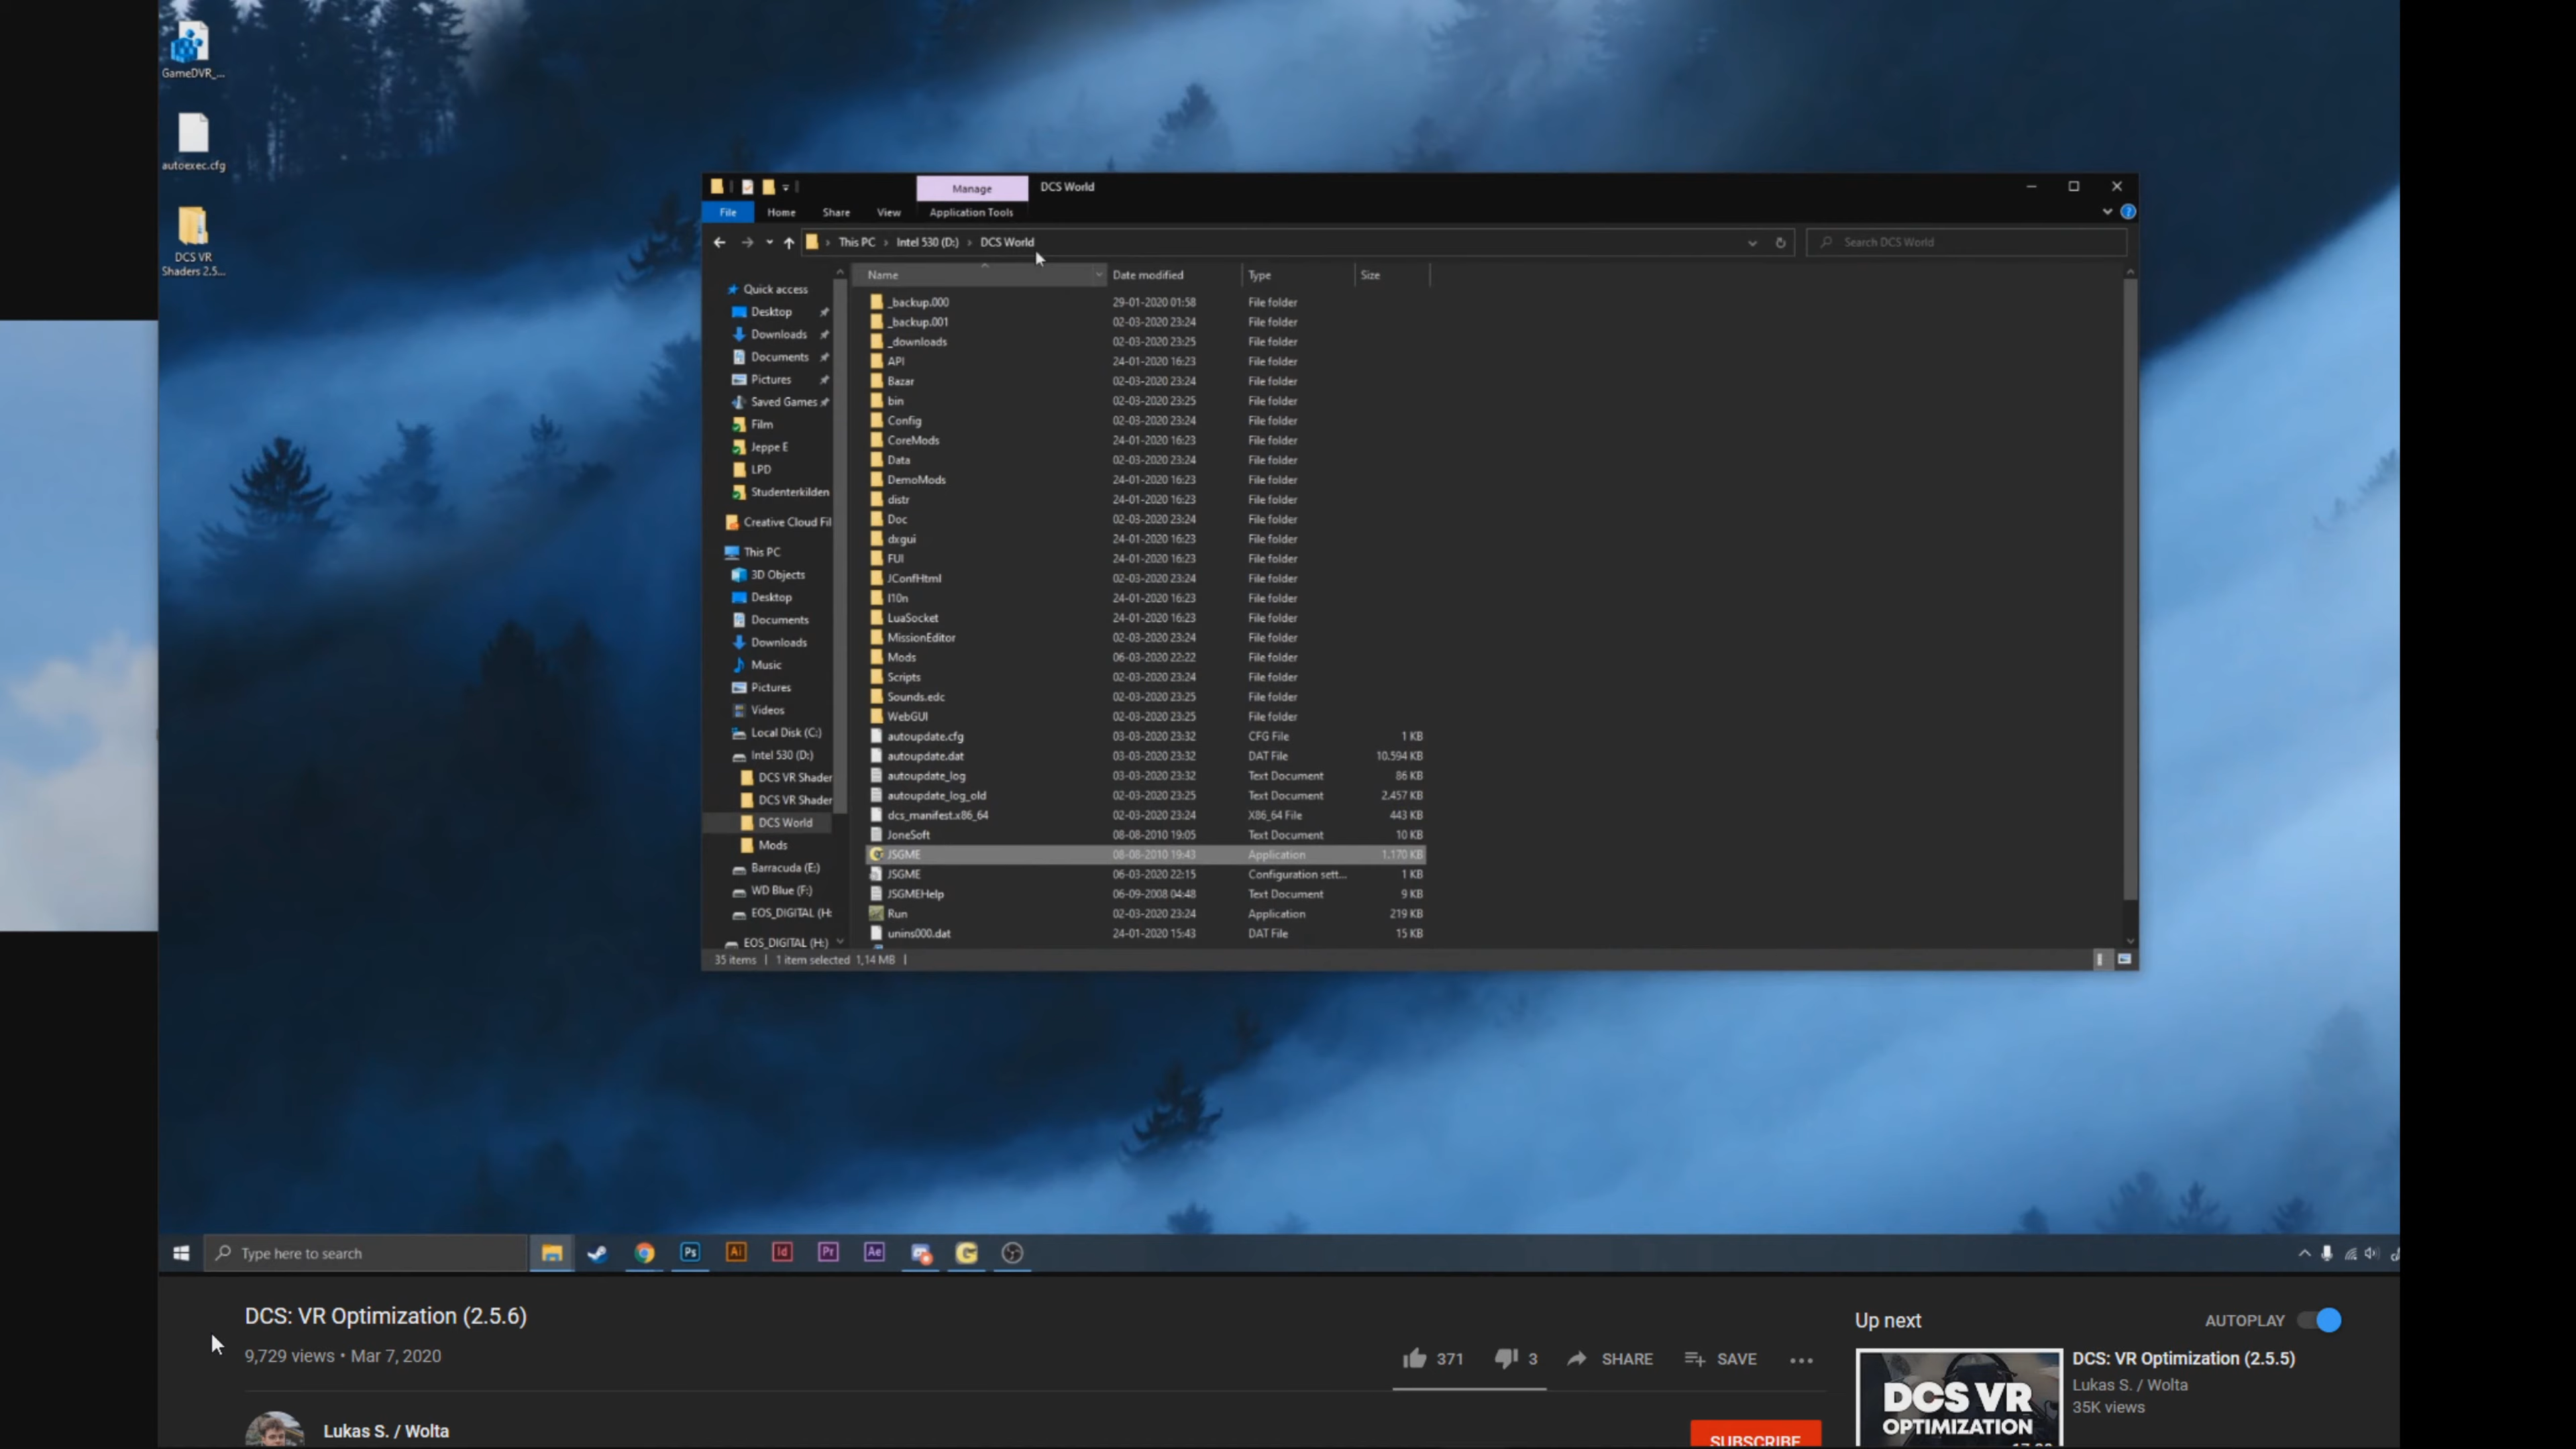 GameDVR_...
autoexec.cfg
DCS VR
Shaders 2.5...
Manage DCS World
File Home Share View Application Tools
This PC › Intel 530 (D:) › DCS World Search DCS World
Name Date modified Type Size
Quick access
Desktop
Downloads
Documents
Pictures
Saved Games
Film
Jeppe E
LPD
Studenterkilden
Creative Cloud Fil
This PC
3D Objects
Desktop
Documents
Downloads
Music
Pictures
Videos
Local Disk (C:)
Intel 530 (D:)
DCS VR Shader
DCS VR Shader
DCS World
Mods
Barracuda (E:)
WD Blue (F:)
EOS_DIGITAL (H:
EOS_DIGITAL (H:)
_backup.000 29-01-2020 01:58 File folder
_backup.001 02-03-2020 23:24 File folder
_downloads 02-03-2020 23:25 File folder
API 24-01-2020 16:23 File folder
Bazar 02-03-2020 23:24 File folder
bin 02-03-2020 23:25 File folder
Config 02-03-2020 23:24 File folder
CoreMods 24-01-2020 16:23 File folder
Data 02-03-2020 23:24 File folder
DemoMods 24-01-2020 16:23 File folder
distr 24-01-2020 16:23 File folder
Doc 02-03-2020 23:24 File folder
dxgui 24-01-2020 16:23 File folder
FUI 24-01-2020 16:23 File folder
JConfHtml 02-03-2020 23:24 File folder
l10n 24-01-2020 16:23 File folder
LuaSocket 24-01-2020 16:23 File folder
MissionEditor 02-03-2020 23:24 File folder
Mods 06-03-2020 22:22 File folder
Scripts 02-03-2020 23:24 File folder
Sounds.edc 02-03-2020 23:25 File folder
WebGUI 02-03-2020 23:25 File folder
autoupdate.cfg 03-03-2020 23:32 CFG File 1 KB
autoupdate.dat 03-03-2020 23:32 DAT File 10.594 KB
autoupdate_log 03-03-2020 23:32 Text Document 86 KB
autoupdate_log_old 02-03-2020 23:25 Text Document 2.457 KB
dcs_manifest.x86_64 02-03-2020 23:24 X86_64 File 443 KB
JoneSoft 08-08-2010 19:05 Text Document 10 KB
JSGME 08-08-2010 19:43 Application 1.170 KB
JSGME 06-03-2020 22:15 Configuration sett... 1 KB
JSGMEHelp 06-09-2008 04:48 Text Document 9 KB
Run 02-03-2020 23:24 Application 219 KB
unins000.dat 24-01-2020 15:43 DAT File 15 KB
35 items 1 item selected 1,14 MB
Type here to search Ps Ai Id Pr Ae
DCS: VR Optimization (2.5.6)
9,729 views • Mar 7, 2020
371 3 SHARE SAVE
Lukas S. / Wolta
SUBSCRIBE
Up next AUTOPLAY
DCS VR
OPTIMIZATION
DCS: VR Optimization (2.5.5)
Lukas S. / Wolta
35K views